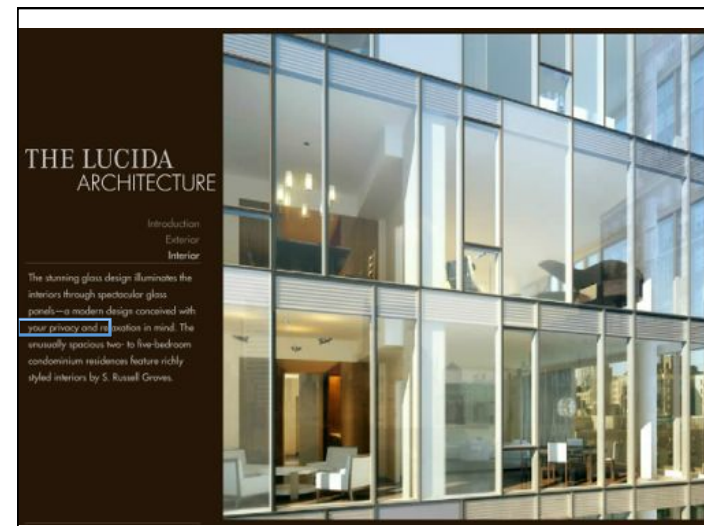 THE LUCIDA
ARCHITECTURE
Introduction
Exterior
Interior
The stunning glass design illuminates the
interiors through spectacular glass
panels—a modern design conceived with
your privacy and relaxation in mind. The
unusually spacious two- to five-bedroom
condominium residences feature richly
styled interiors by S. Russell Groves.